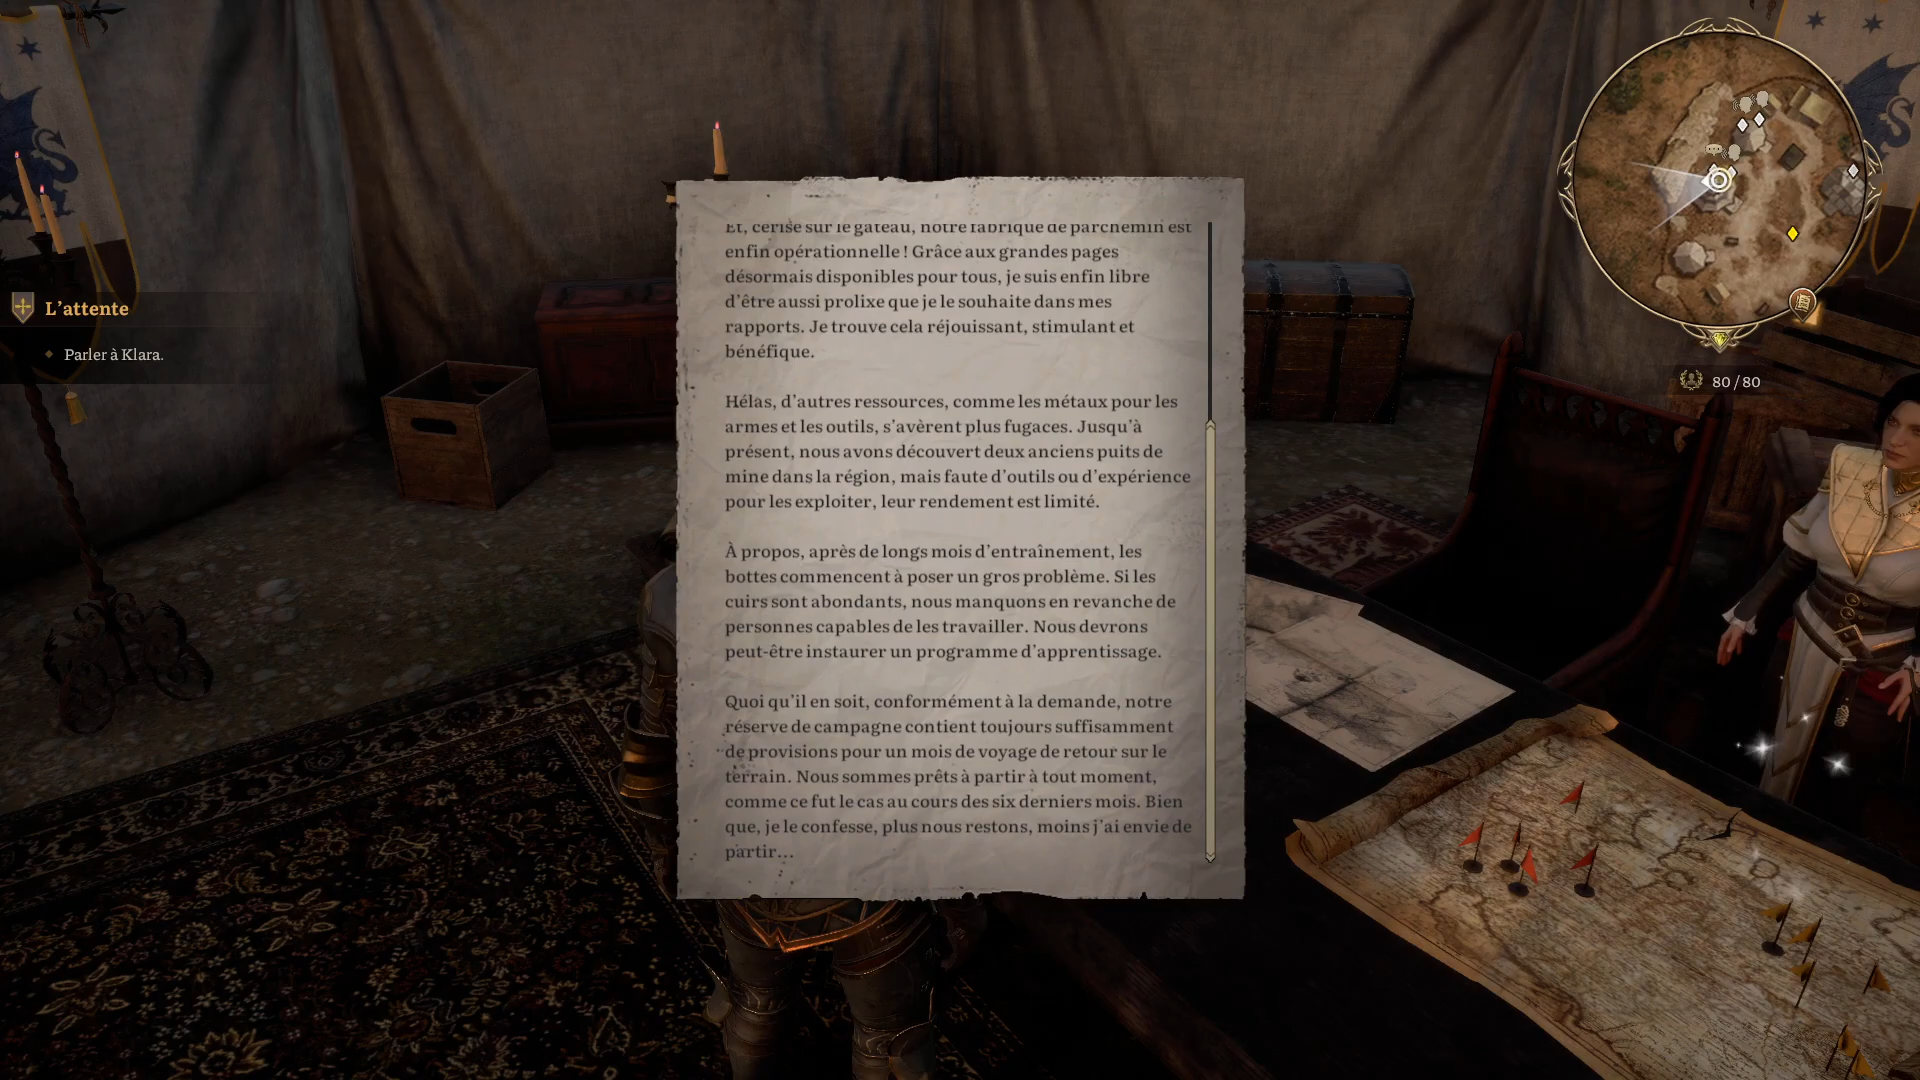 L'attente
Parler à Klara.
80 / 80
Et, cerise sur le gâteau, notre fabrique de parchemin est
enfin opérationnelle ! Grâce aux grandes pages
désormais disponibles pour tous, je suis enfin libre
d'être aussi prolixe que je le souhaite dans mes
rapports. Je trouve cela réjouissant, stimulant et
bénéfique.
Hélas, d'autres ressources, comme les métaux pour les
armes et les outils, s'avèrent plus fugaces. Jusqu'à
présent, nous avons découvert deux anciens puits de
mine dans la région, mais faute d'outils ou d'expérience
pour les exploiter, leur rendement est limité.
À propos, après de longs mois d'entraînement, les
bottes commencent à poser un gros problème. Si les
cuirs sont abondants, nous manquons en revanche de
personnes capables de les travailler. Nous devrons
peut-être instaurer un programme d'apprentissage.
Quoi qu'il en soit, conformément à la demande, notre
réserve de campagne contient toujours suffisamment
de provisions pour un mois de voyage de retour sur le
terrain. Nous sommes prêts à partir à tout moment,
comme ce fut le cas au cours des six derniers mois. Bien
que, je le confesse, plus nous restons, moins j'ai envie de
partir…